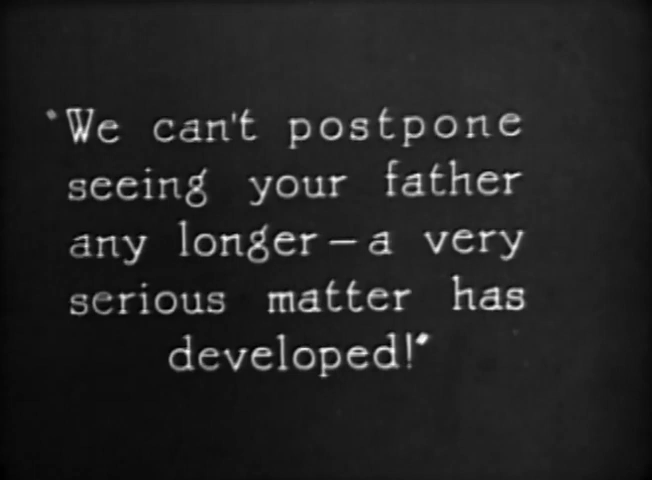 "We can't postpone
seeing your father
any longer—a very
serious matter has
developed!"